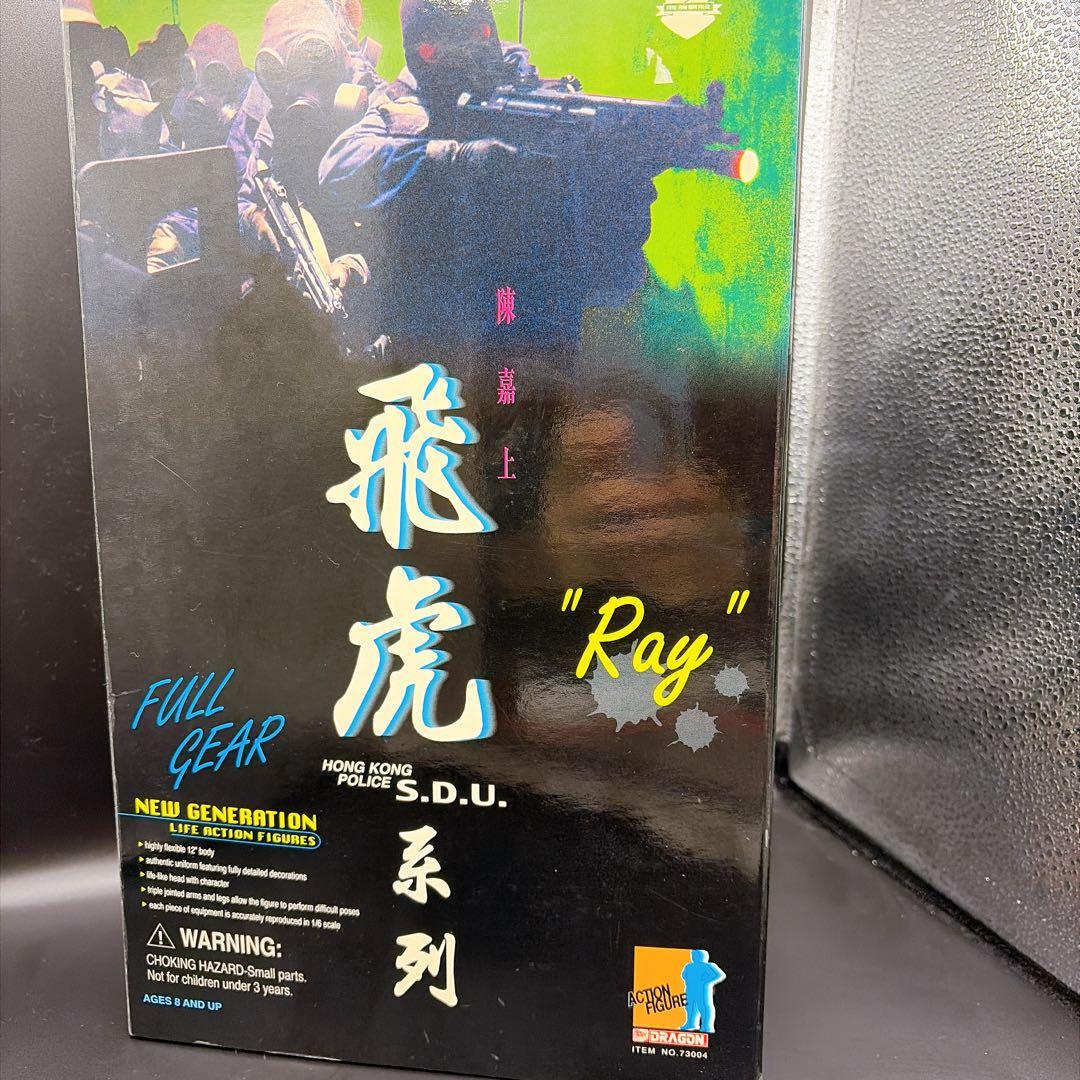 陳嘉上
飛虎
"Ray"
FULL
GEAR
HONG KONG
POLICE S.D.U.
系列
NEW GENERATION
LIFE ACTION FIGURES
highly flexible 12" body
authentic uniform featuring fully detailed decorations
life-like head with character
triple jointed arms and legs allow the figure to perform difficult poses
each piece of equipment is accurately reproduced in 1/6 scale
WARNING:
CHOKING HAZARD-Small parts.
Not for children under 3 years.
AGES 8 AND UP
ACTION
FIGURE
DRAGON
ITEM NO.73004